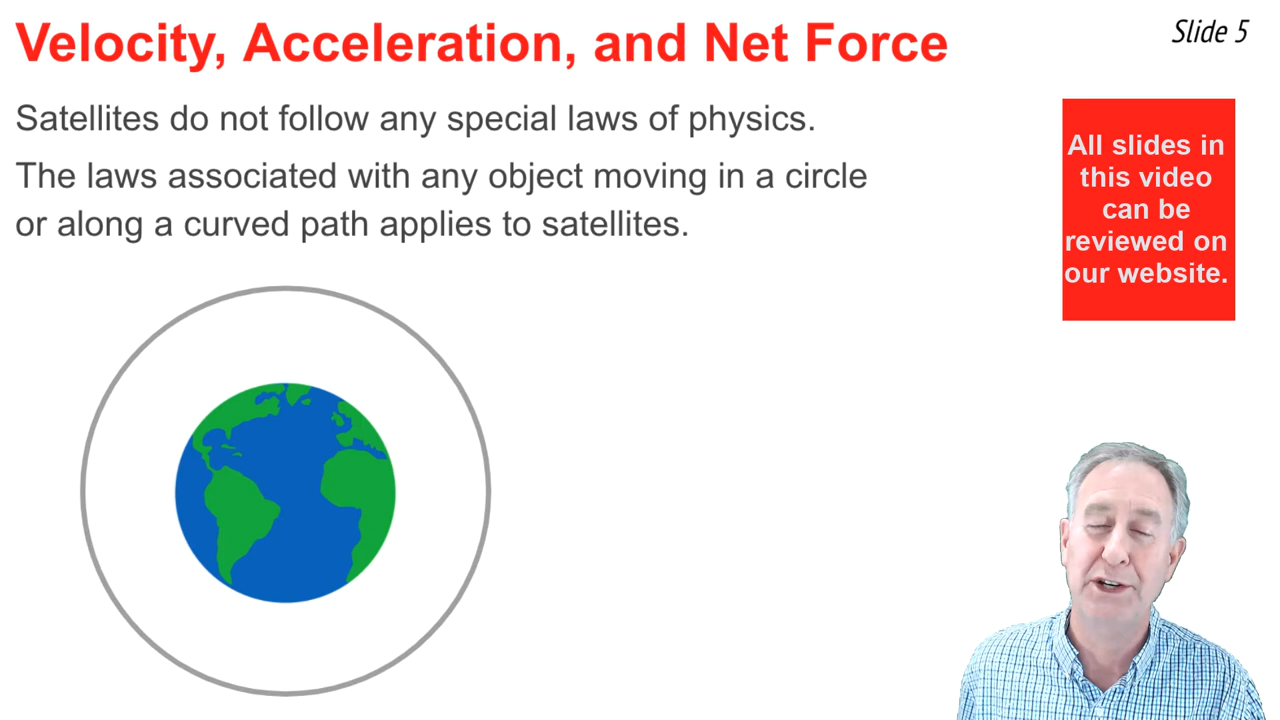 Velocity, Acceleration, and Net Force
Slide 5
Satellites do not follow any special laws of physics.
The laws associated with any object moving in a circle
or along a curved path applies to satellites.
All slides in
this video
can be
reviewed on
our website.